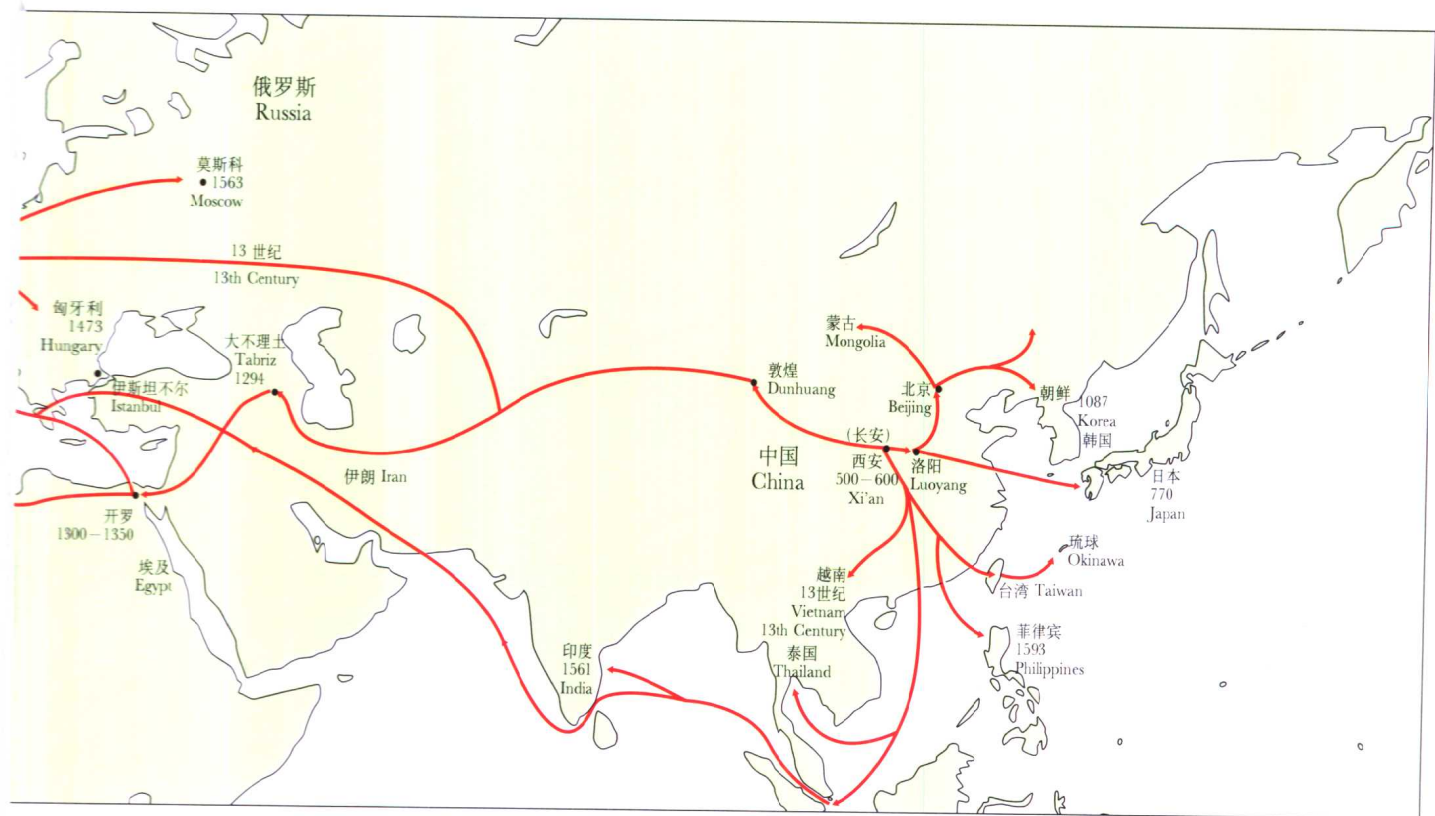 俄罗斯
Russia
莫斯科
1563
Moscow
13 世纪
13th Century
匈牙利
1473
Hungary
大不理士
Tabriz
1294
伊斯坦不尔
Istanbul
蒙古
Mongolia
敦煌
Dunhuang
北京
Beijing
朝鲜
1087
Korea
韩国
(长安)
中国
China
西安
500－600
Xi'an
洛阳
Luoyang
伊朗 Iran
日本
770
Japan
开罗
1300－1350
埃及
Egypt
琉球
Okinawa
越南
13世纪
Vietnam
13th Century
台湾 Taiwan
印度
1561
India
泰国
Thailand
菲律宾
1593
Philippines